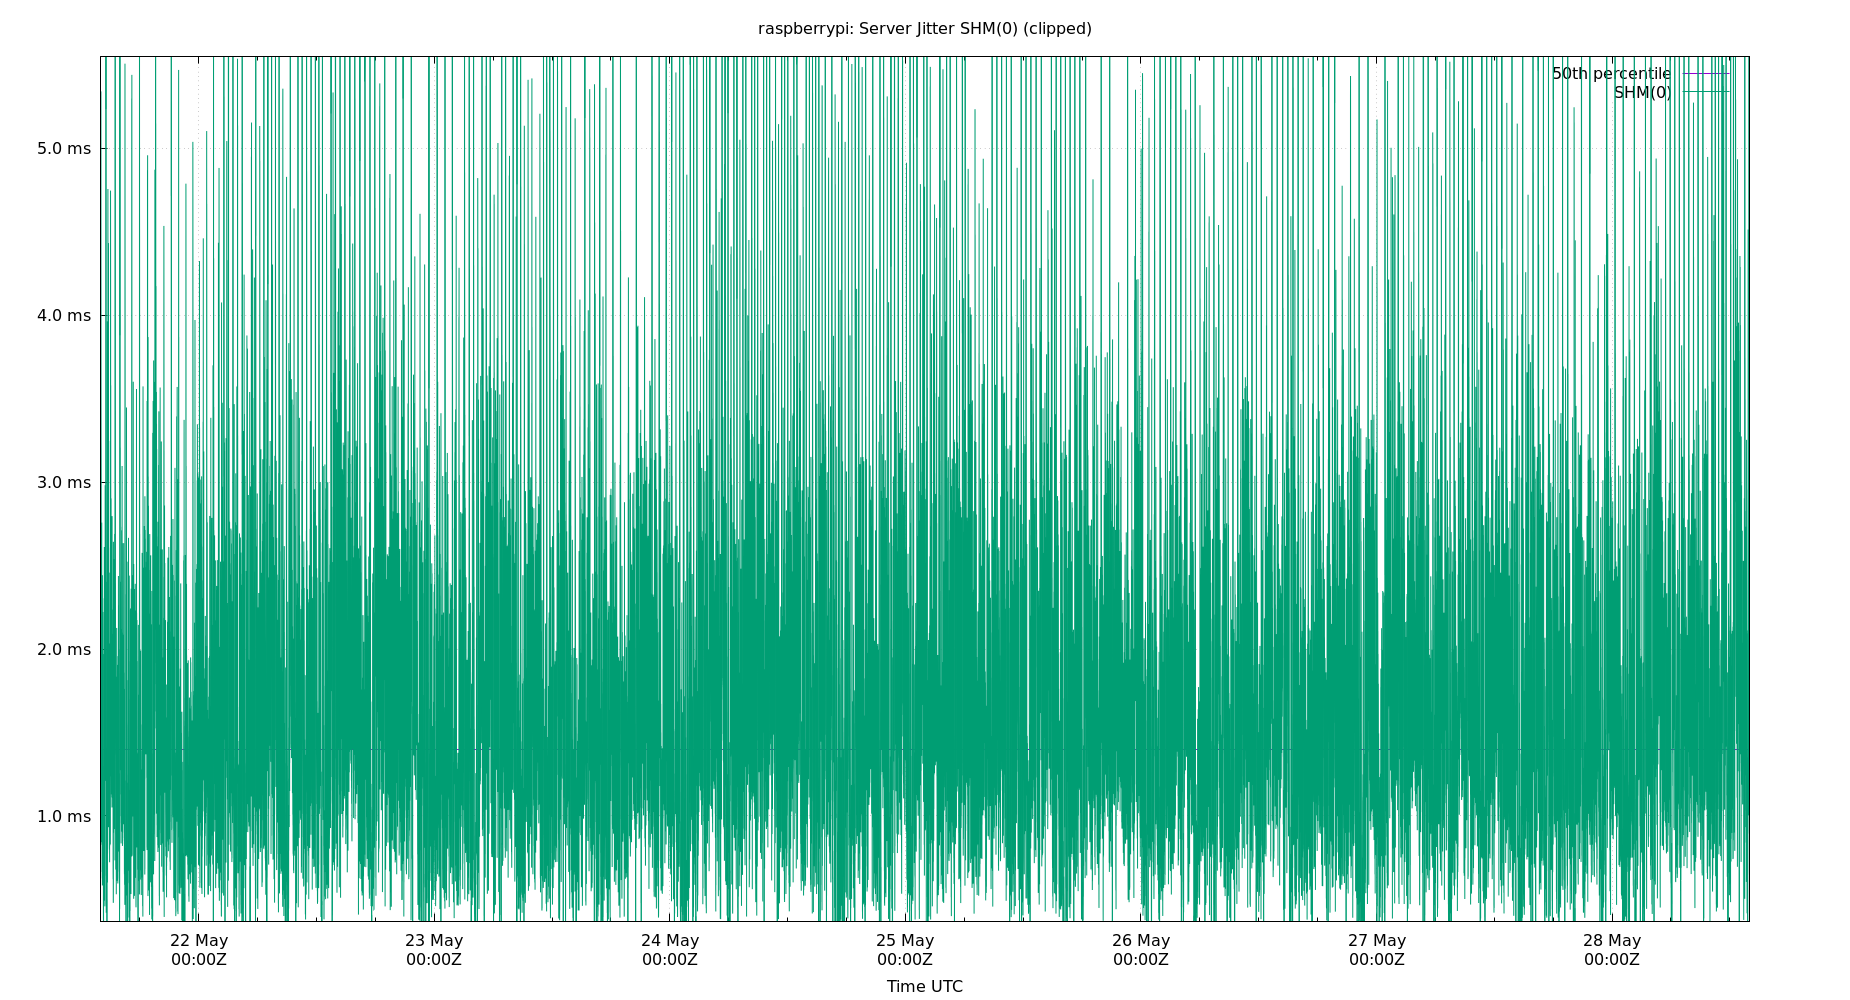 raspberrypi: Server Jitter SHM(0) (clipped)
50th percentile
SHM(0)
5.0 ms
4.0 ms
3.0 ms
2.0 ms
1.0 ms
22 May 23 May 24 May 25 May 26 May 27 May 28 May
00:00Z 00:00Z 00:00Z 00:00Z 00:00Z 00:00Z 00:00Z
Time UTC